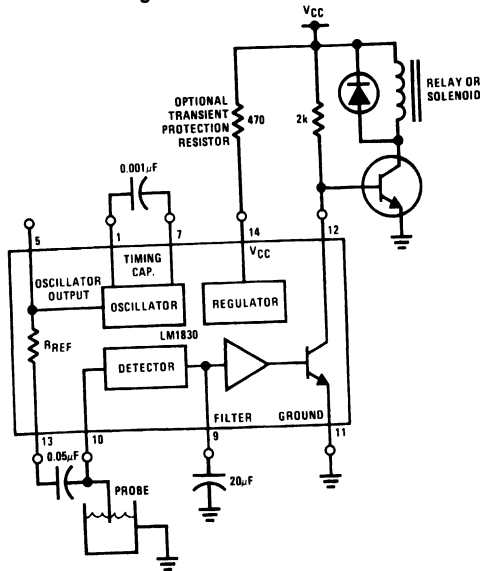 VCC
RELAY OR
SOLENOID
OPTIONAL
TRANSIENT
PROTECTION
RESISTOR
470
2k
0.001µF
5
1
7
14
12
TIMING
CAP.
VCC
OSCILLATOR
OUTPUT
OSCILLATOR
REGULATOR
LM1830
RREF
DETECTOR
FILTER
GROUND
13
10
9
11
0.05µF
PROBE
20µF